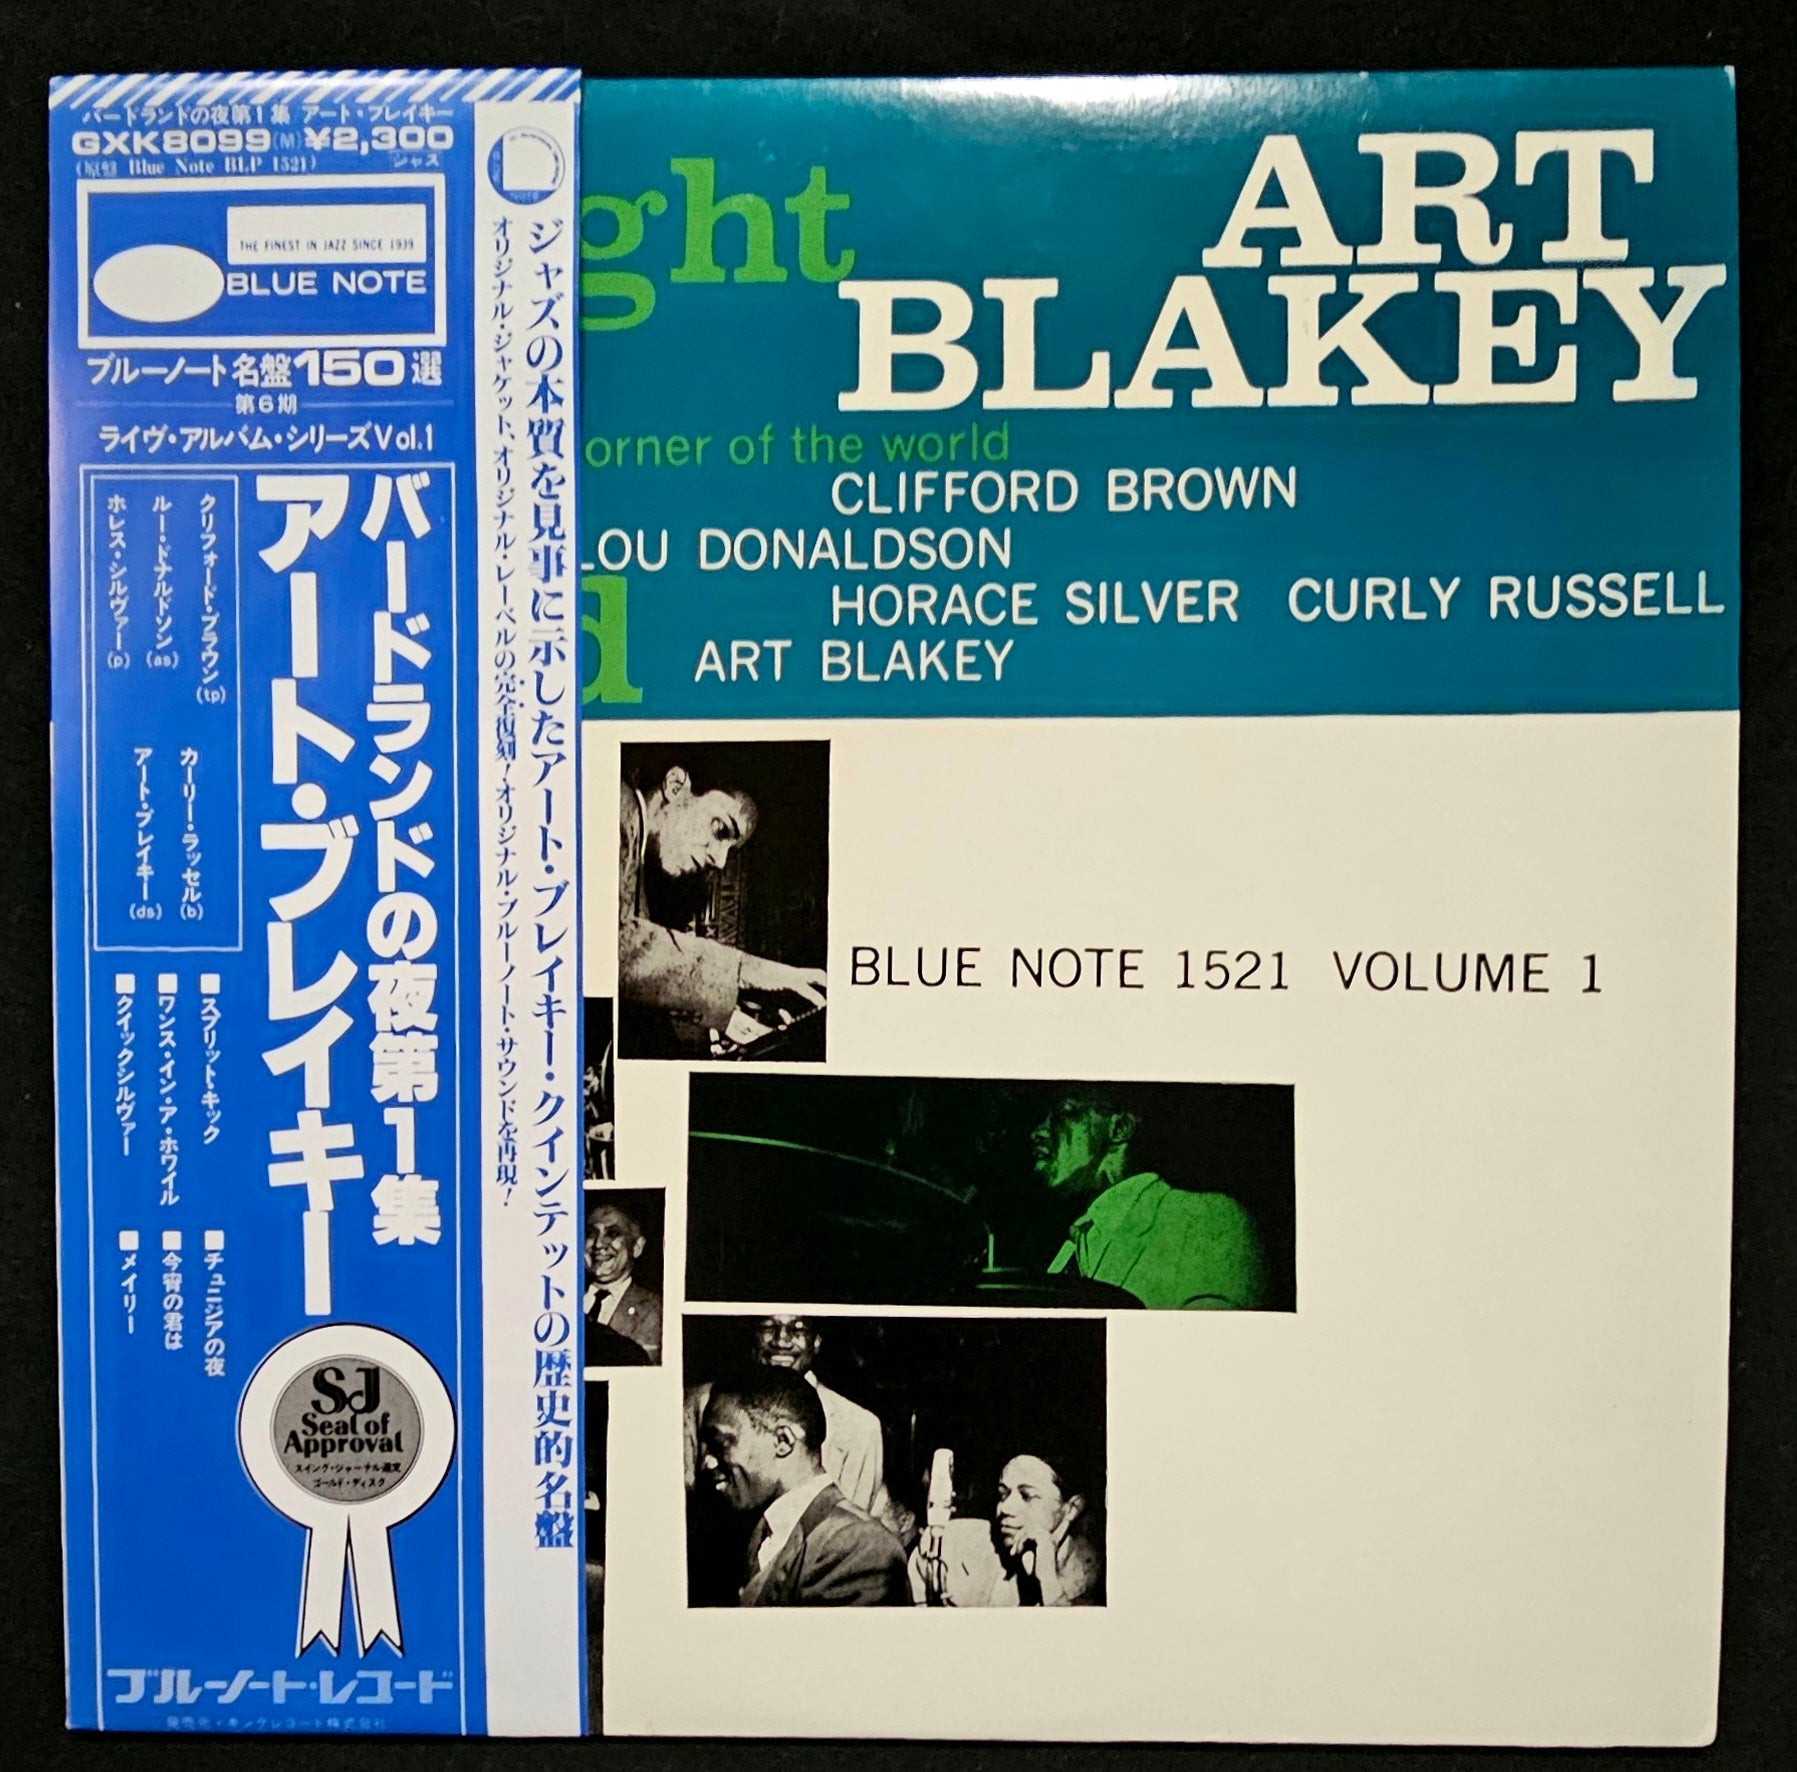 バードランドの夜第1集 アート・ブレイキー
GXK8099(M)¥2,300
(原盤 Blue Note BLP 1521) ジャズ
THE FINEST IN JAZZ SINCE 1939
BLUE NOTE
ブルーノート名盤150選
第6期
ライヴ・アルバム・シリーズVol.1
バードランドの夜第1集
アート・ブレイキー
クリフォード・ブラウン(tp)
ルー・ドナルドソン(as)
ホレス・シルヴァー(p)
カーリー・ラッセル(b)
アート・ブレイキー(ds)
■スプリット・キック
■ワンス・イン・ア・ホワイル
■クイックシルヴァー
■チュニジアの夜
■今宵の君は
■メイリー
SJ
Seal of
Approval
スイング・ジャーナル選定
ゴールド・ディスク
ブルーノート・レコード
発売元・キングレコード株式会社
ジャズの本質を見事に示したアート・ブレイキー・クインテットの歴史的名盤
オリジナル・ジャケット、オリジナル・レーベルの完全復刻!オリジナル・ブルーノート・サウンドを再現!
ght
ART
BLAKEY
orner of the world
CLIFFORD BROWN
LOU DONALDSON
HORACE SILVER CURLY RUSSELL
d ART BLAKEY
BLUE NOTE 1521 VOLUME 1